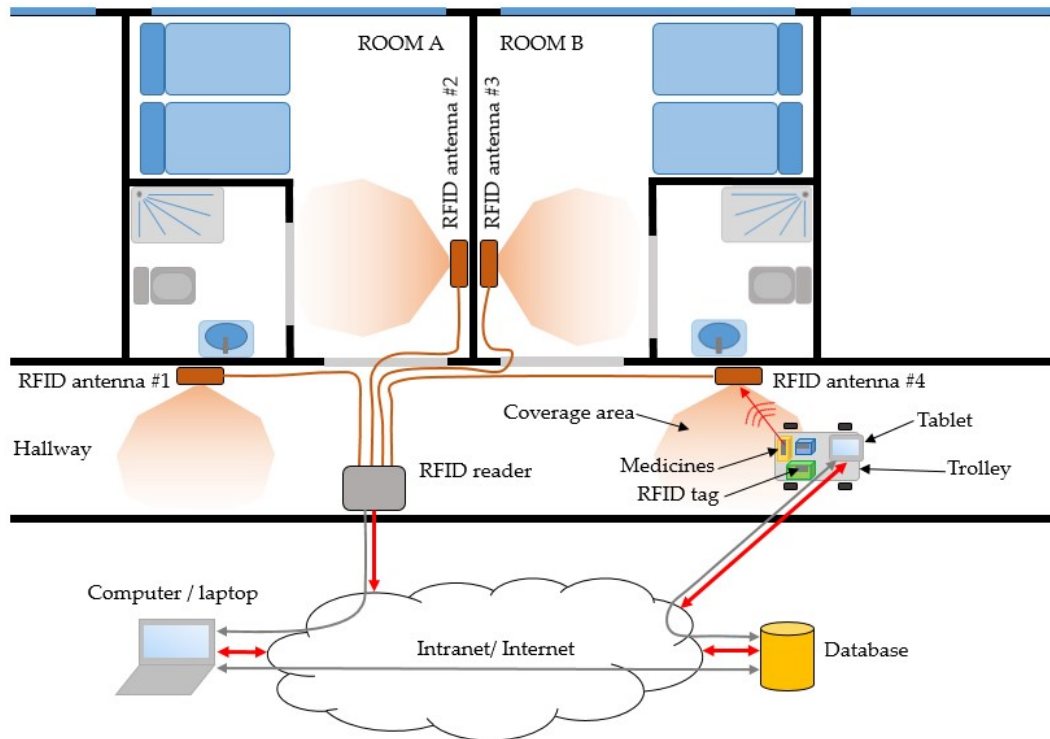 ROOM A
ROOM B
RFID antenna #2
RFID antenna #3
RFID antenna #1
RFID antenna #4
Coverage area
Tablet
Hallway
Medicines
Trolley
RFID reader
RFID tag
Computer / laptop
Intranet/ Internet
Database